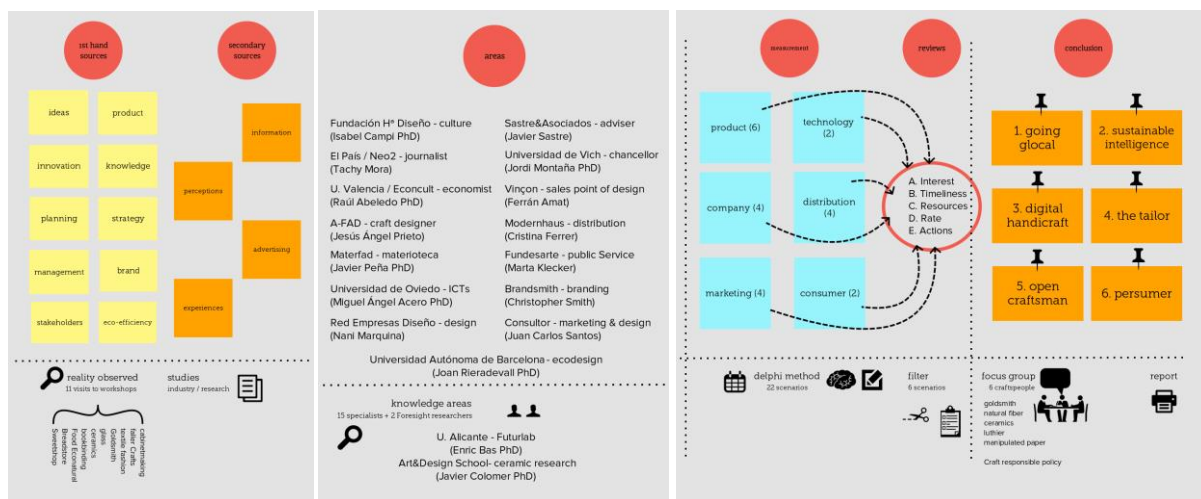 1st hand
sources
secondary
sources
ideas
product
innovation
knowledge
planning
strategy
management
brand
stakeholders
eco-efficiency
information
perceptions
advertising
experiences
reality observed
11 visits to workshops
studies
industry / research
cabinetmaking
faller Crafts
textile fashion
Goldsmith
glass
ceramics
bookbinding
Food Econatural
Breadstore
Sweetshop
areas
Fundación Hª Diseño - culture
(Isabel Campi PhD)
El País / Neo2 - journalist
(Tachy Mora)
U. Valencia / Econcult - economist
(Raúl Abeledo PhD)
A-FAD - craft designer
(Jesús Ángel Prieto)
Materfad - materioteca
(Javier Peña PhD)
Universidad de Oviedo - ICTs
(Miguel Ángel Acero PhD)
Red Empresas Diseño - design
(Nani Marquina)
Sastre&Asociados - adviser
(Javier Sastre)
Universidad de Vich - chancellor
(Jordi Montaña PhD)
Vinçon - sales point of design
(Ferrán Amat)
Modernhaus - distribution
(Cristina Ferrer)
Fundesarte - public Service
(Marta Klecker)
Brandsmith - branding
(Christopher Smith)
Consultor - marketing & design
(Juan Carlos Santos)
Universidad Autónoma de Barcelona - ecodesign
(Joan Rieradevall PhD)
knowledge areas
15 specialists + 2 Foresight researchers
U. Alicante - Futurlab
(Enric Bas PhD)
Art&Design School- ceramic research
(Javier Colomer PhD)
measurement
reviews
conclusion
product (6)
technology
(2)
company (4)
distribution
(4)
marketing (4)
consumer (2)
A. Interest
B. Timeliness
C. Resources
D. Rate
E. Actions
1. going
glocal
2. sustainable
intelligence
3. digital
handicraft
4. the tailor
5. open
craftsman
6. persumer
delphi method
22 scenarios
filter
6 scenarios
focus group
6 craftspeople
goldsmith
natural fiber
ceramics
luthier
manipulated paper
Craft responsible policy
report